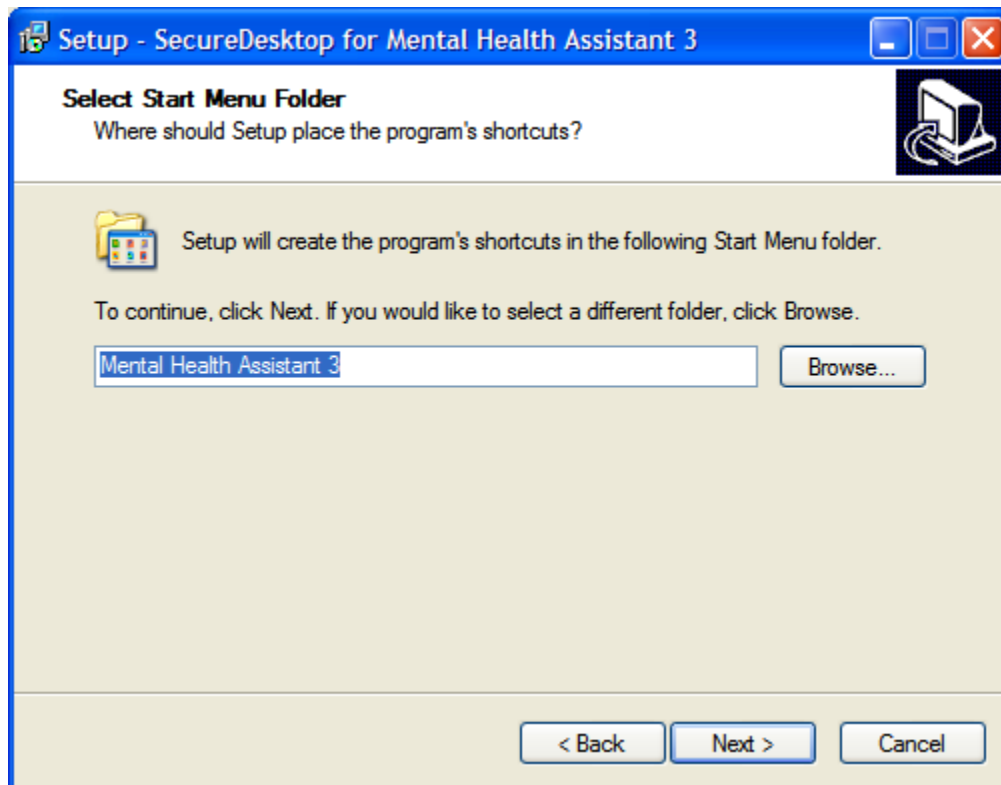 Setup - SecureDesktop for Mental Health Assistant 3
Select Start Menu Folder
Where should Setup place the program's shortcuts?
Setup will create the program's shortcuts in the following Start Menu folder.
To continue, click Next. If you would like to select a different folder, click Browse.
Mental Health Assistant 3
Browse...
< Back
Next >
Cancel